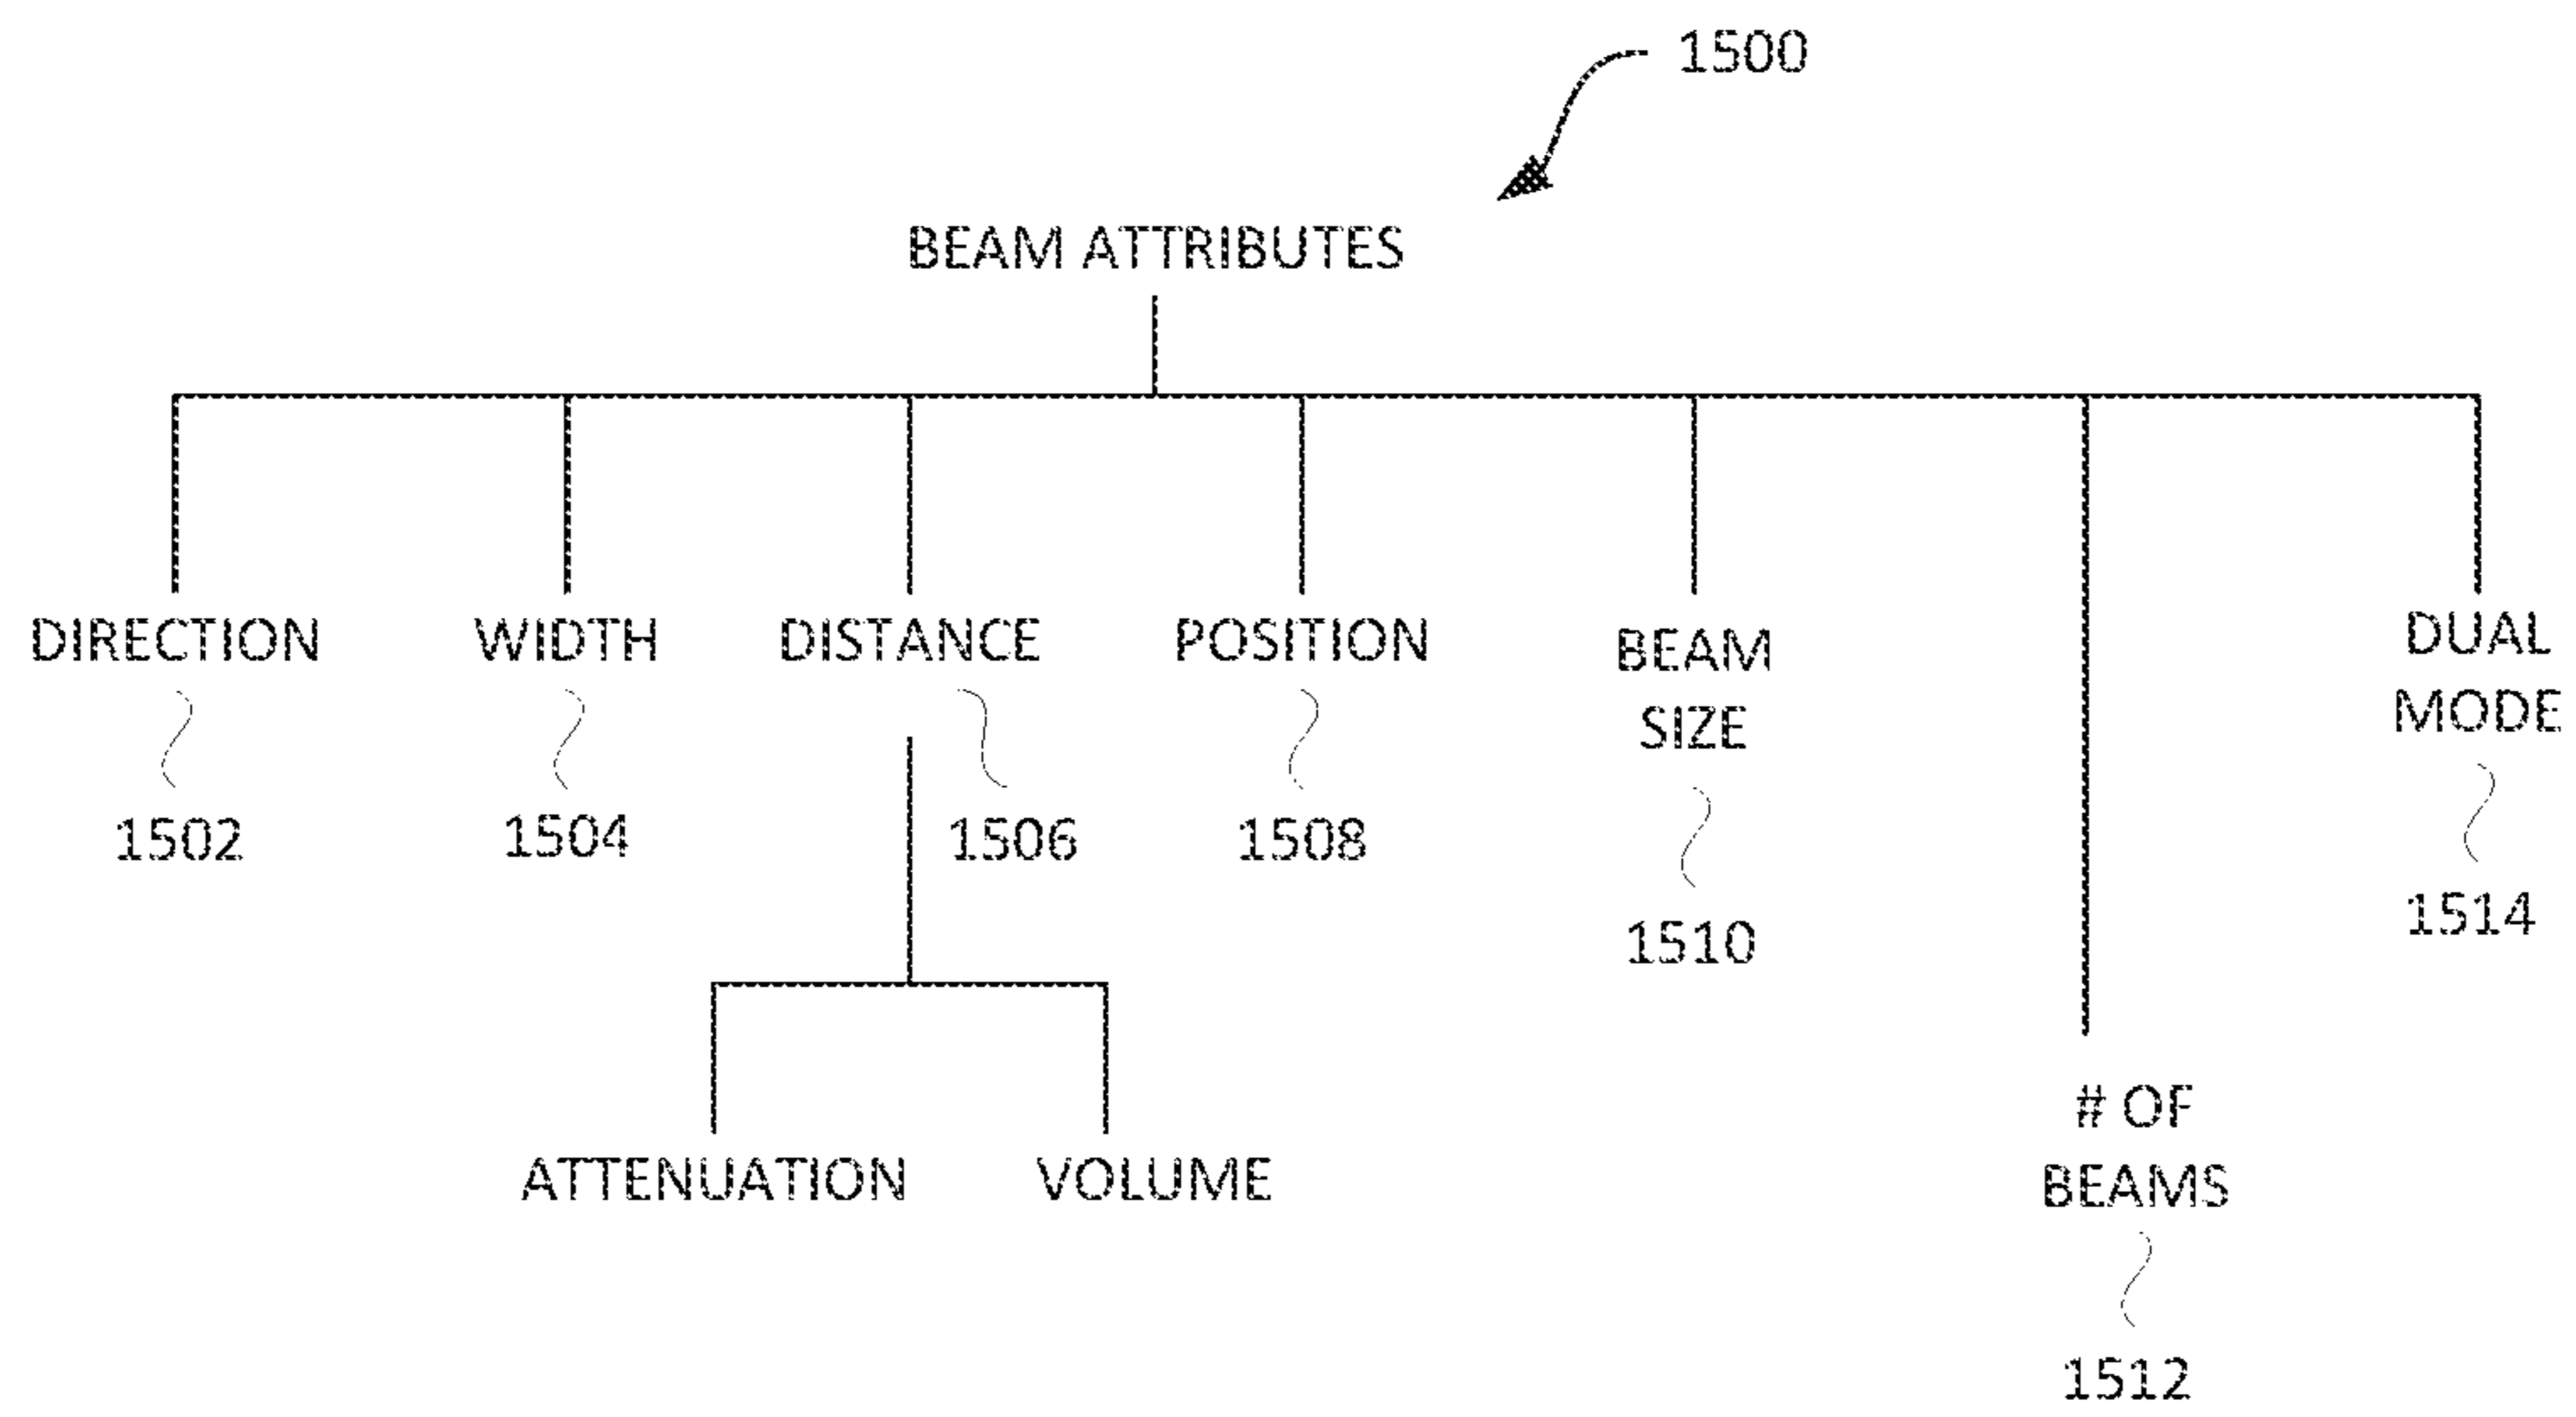 1500
BEAM ATTRIBUTES
DIRECTION
1502
WIDTH
1504
DISTANCE
1506
ATTENUATION
VOLUME
POSITION
1508
BEAM
SIZE
1510
# OF
BEAMS
1512
DUAL
MODE
1514